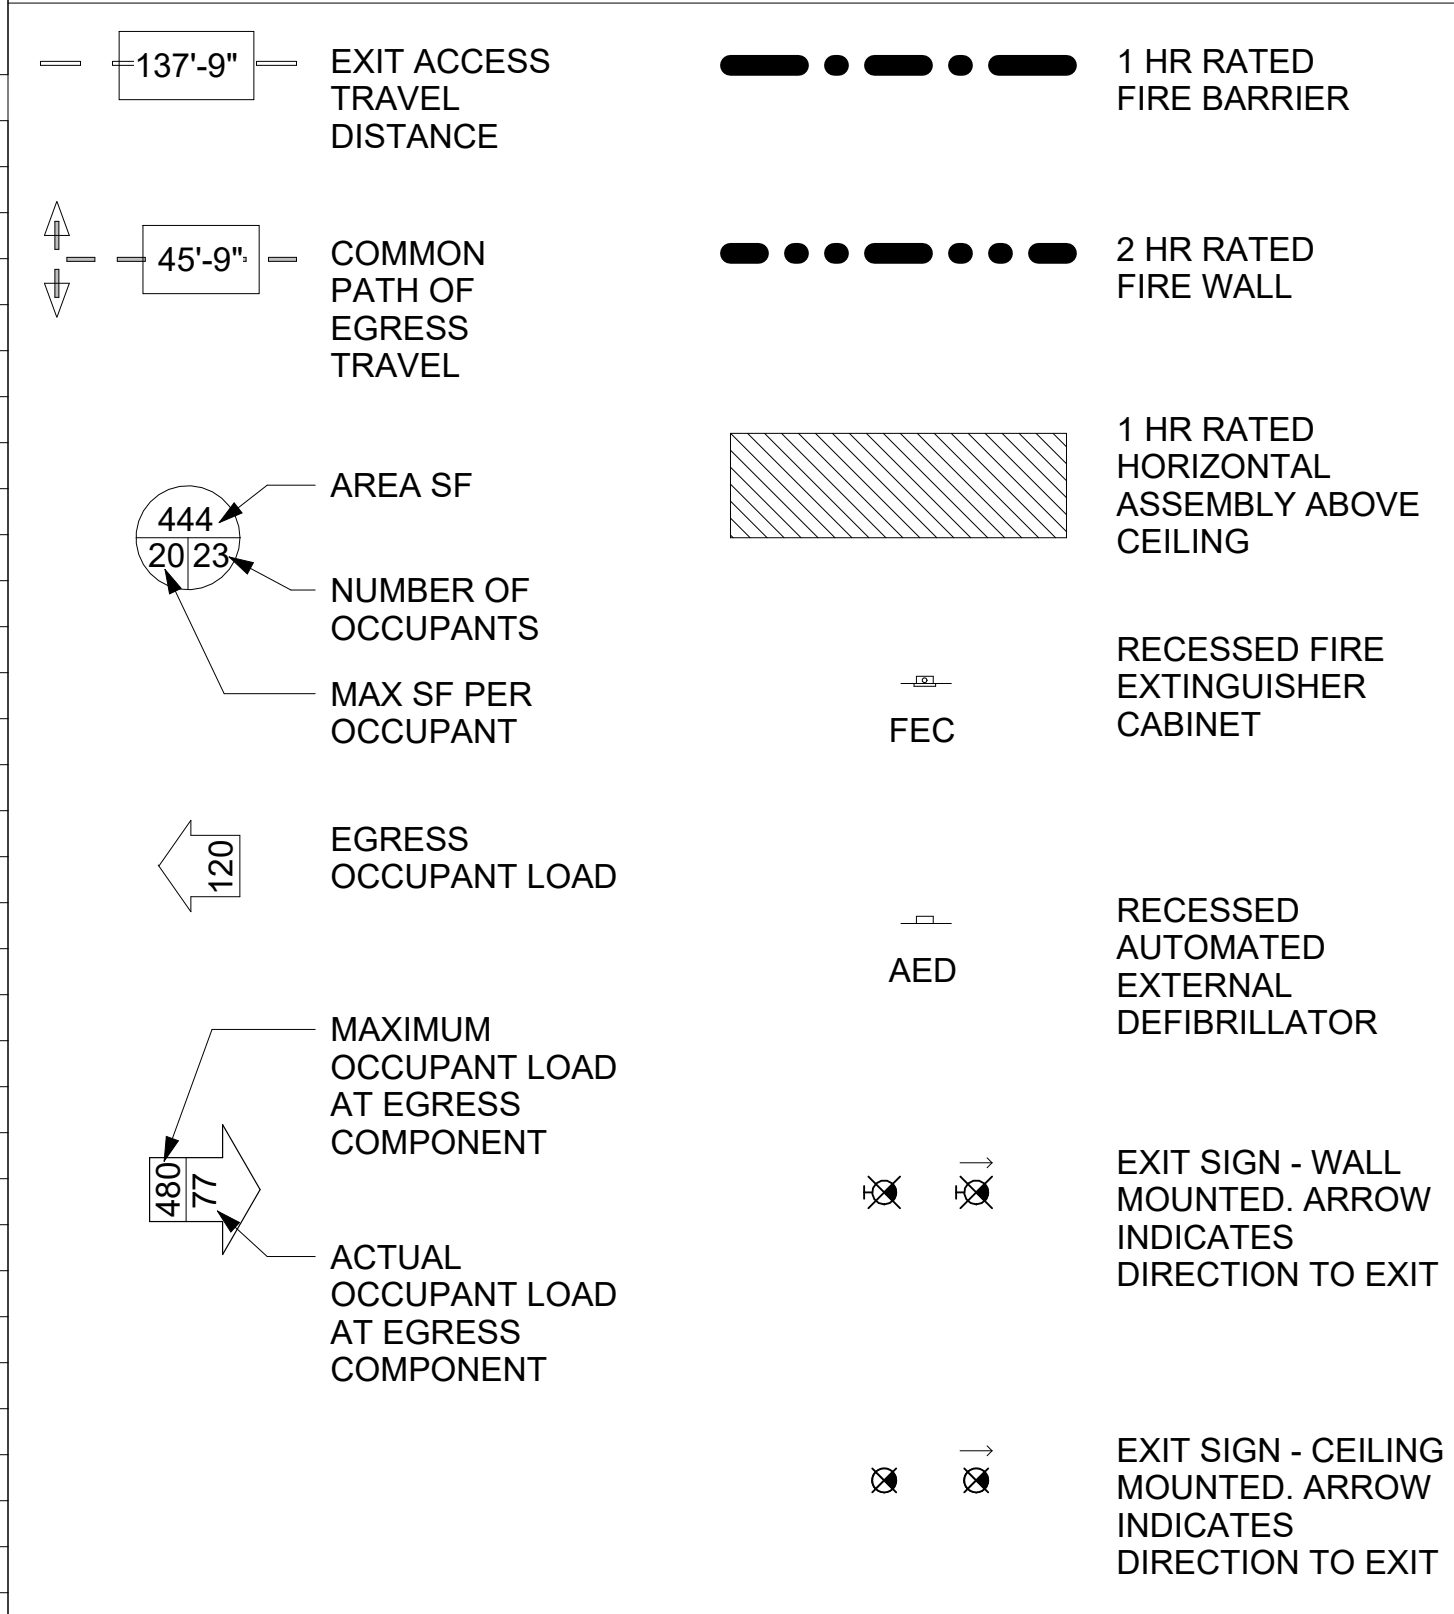 137'-9"
EXIT ACCESS
TRAVEL
DISTANCE
45'-9"
COMMON
PATH OF
EGRESS
TRAVEL
444
20 23
AREA SF
NUMBER OF
OCCUPANTS
MAX SF PER
OCCUPANT
120
EGRESS
OCCUPANT LOAD
MAXIMUM
OCCUPANT LOAD
AT EGRESS
COMPONENT
480
77
ACTUAL
OCCUPANT LOAD
AT EGRESS
COMPONENT
1 HR RATED
FIRE BARRIER
2 HR RATED
FIRE WALL
1 HR RATED
HORIZONTAL
ASSEMBLY ABOVE
CEILING
FEC
RECESSED FIRE
EXTINGUISHER
CABINET
AED
RECESSED
AUTOMATED
EXTERNAL
DEFIBRILLATOR
EXIT SIGN - WALL
MOUNTED. ARROW
INDICATES
DIRECTION TO EXIT
EXIT SIGN - CEILING
MOUNTED. ARROW
INDICATES
DIRECTION TO EXIT